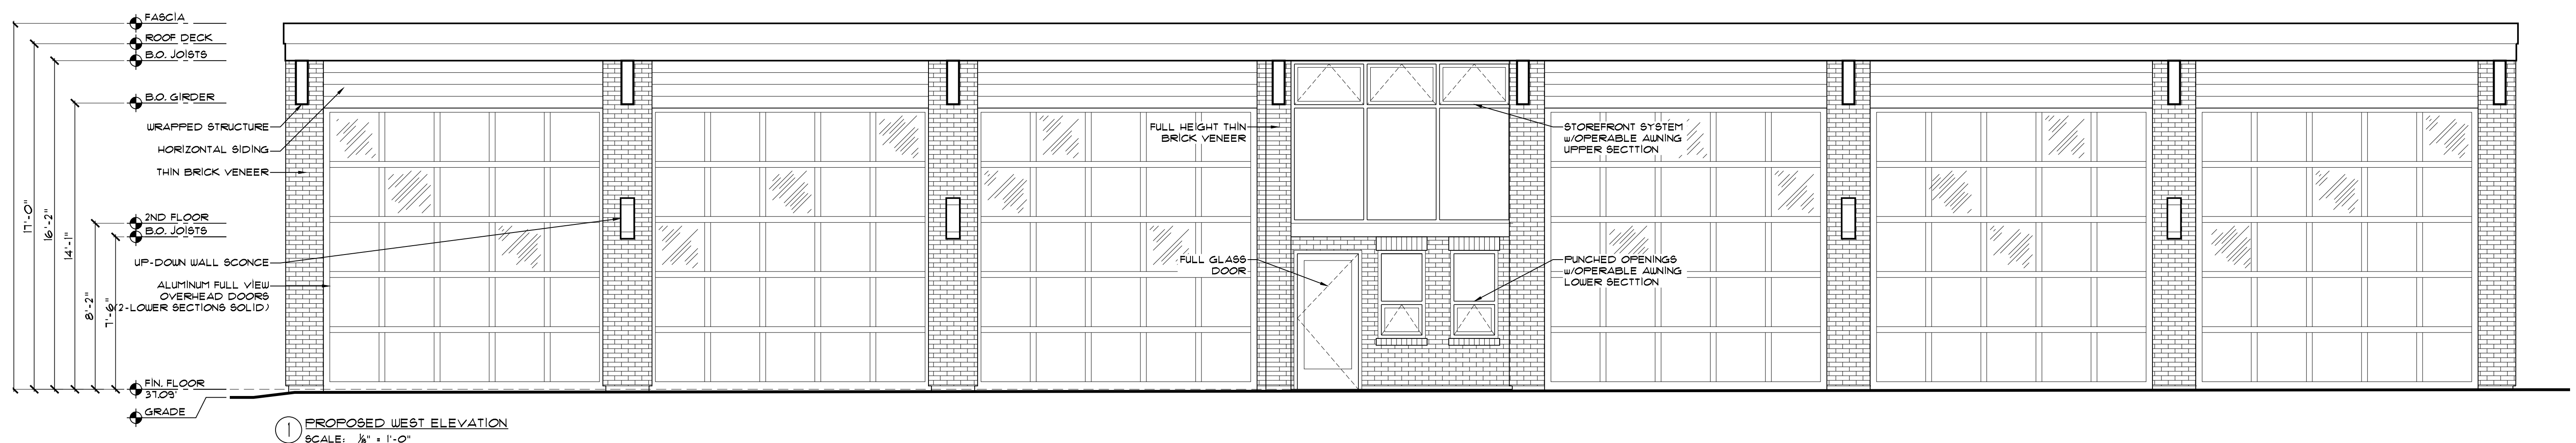 FASCIA
ROOF DECK
B.O. JOISTS
B.O. GIRDER
WRAPPED STRUCTURE
HORIZONTAL SIDING
THIN BRICK VENEER
2ND FLOOR
B.O. JOISTS
UP-DOWN WALL SCONCE
ALUMINUM FULL VIEW
OVERHEAD DOORS
(2-LOWER SECTIONS SOLID)
FIN. FLOOR
37.09'
GRADE
17'-0"
16'-2"
14'-1"
8'-2"
7'-6"
FULL HEIGHT THIN
BRICK VENEER
FULL GLASS
DOOR
STOREFRONT SYSTEM
w/OPERABLE AWNING
UPPER SECTTION
PUNCHED OPENINGS
w/OPERABLE AWNING
LOWER SECTTION
1 PROPOSED WEST ELEVATION
SCALE: 1/8" = 1'-0"